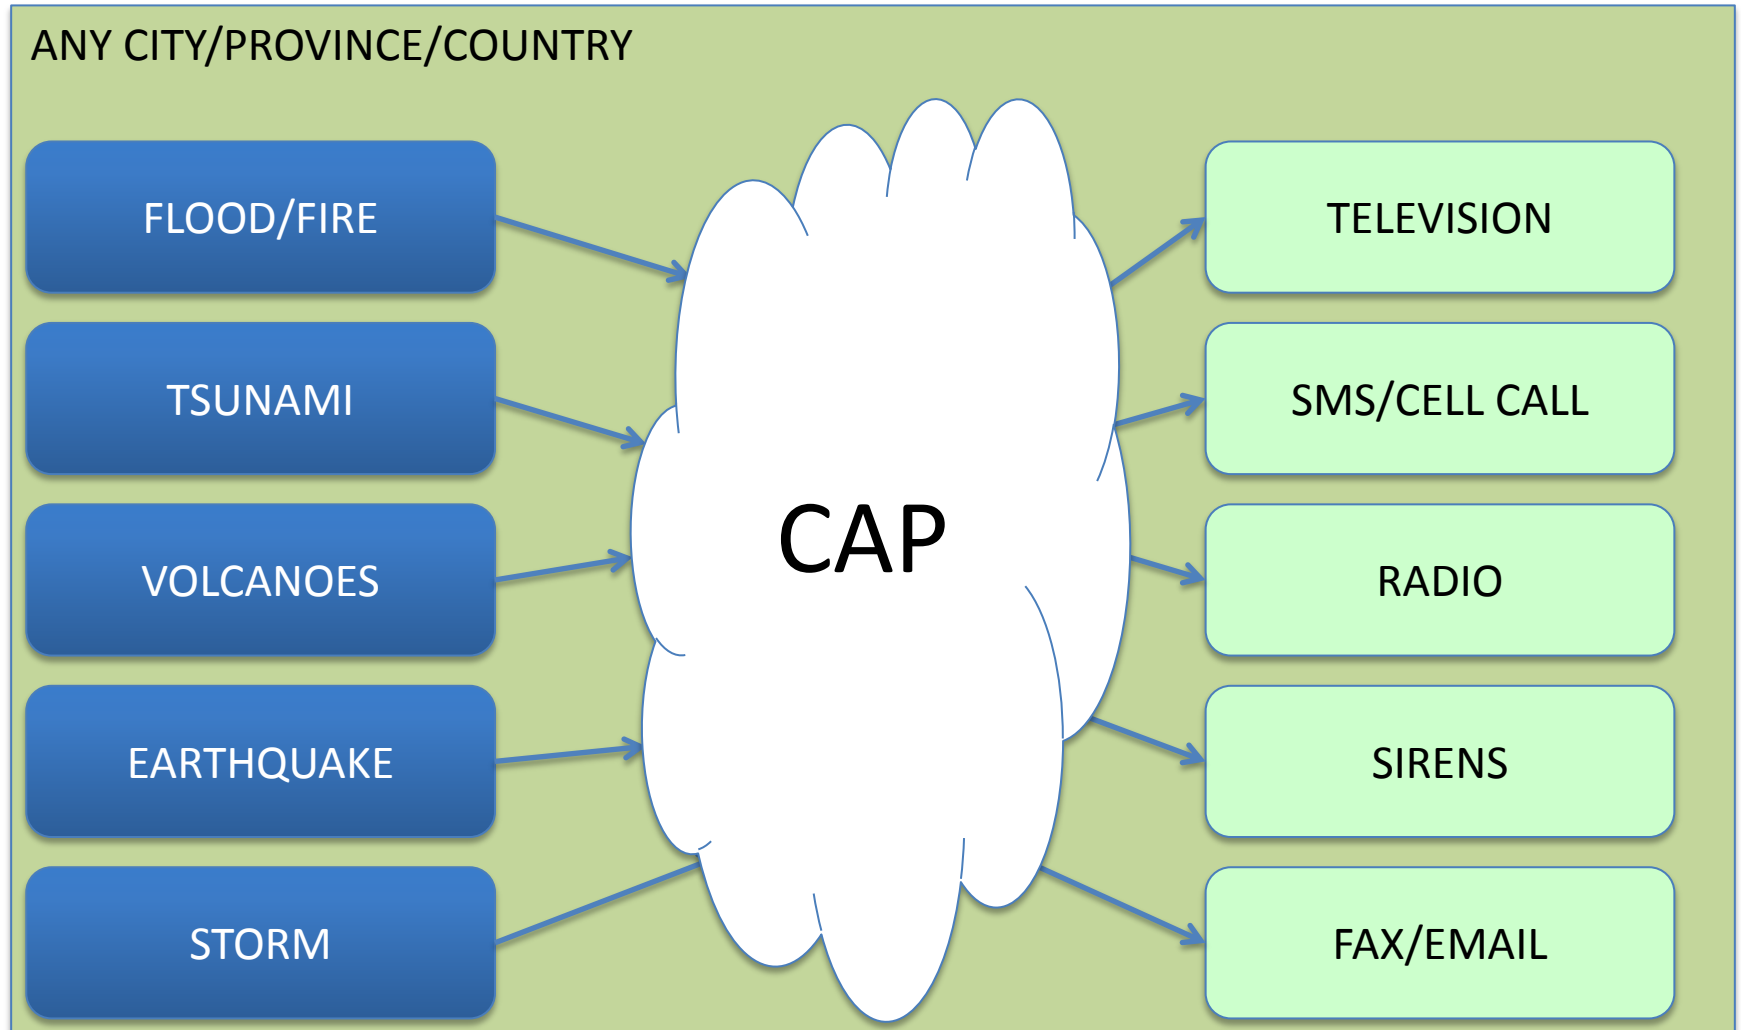 ANY CITY/PROVINCE/COUNTRY
FLOOD/FIRE
TSUNAMI
VOLCANOES
EARTHQUAKE
STORM
CAP
TELEVISION
SMS/CELL CALL
RADIO
SIRENS
FAX/EMAIL